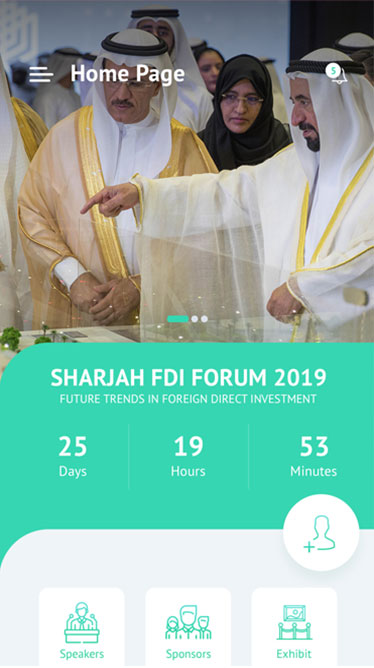 Home Page
5
SHARJAH FDI FORUM 2019
FUTURE TRENDS IN FOREIGN DIRECT INVESTMENT
25 19 53
Days Hours Minutes
Speakers Sponsors Exhibit